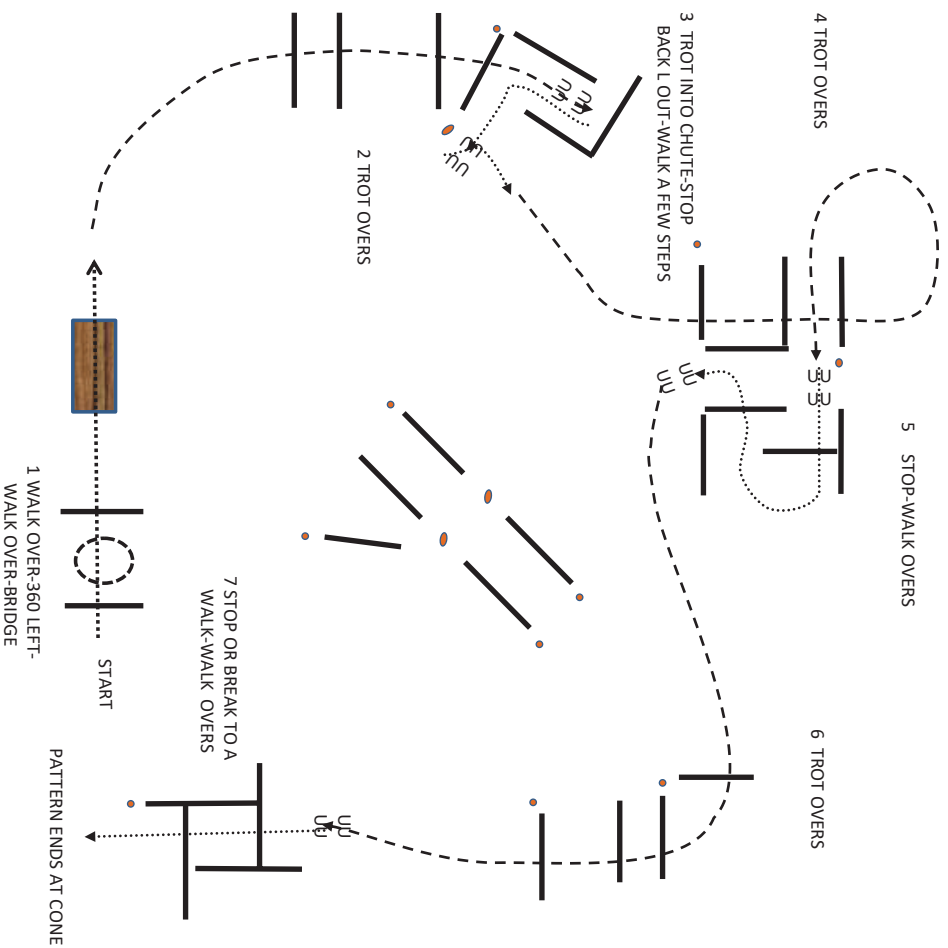 START
1 WALK OVER-360 LEFT-
WALK OVER-BRIDGE
2 TROT OVERS
3 TROT INTO CHUTE-STOP
BACK L OUT-WALK A FEW STEPS
4 TROT OVERS
5 STOP-WALK OVERS
6 TROT OVERS
7 STOP OR BREAK TO A
WALK-WALK OVERS
PATTERN ENDS AT CONE